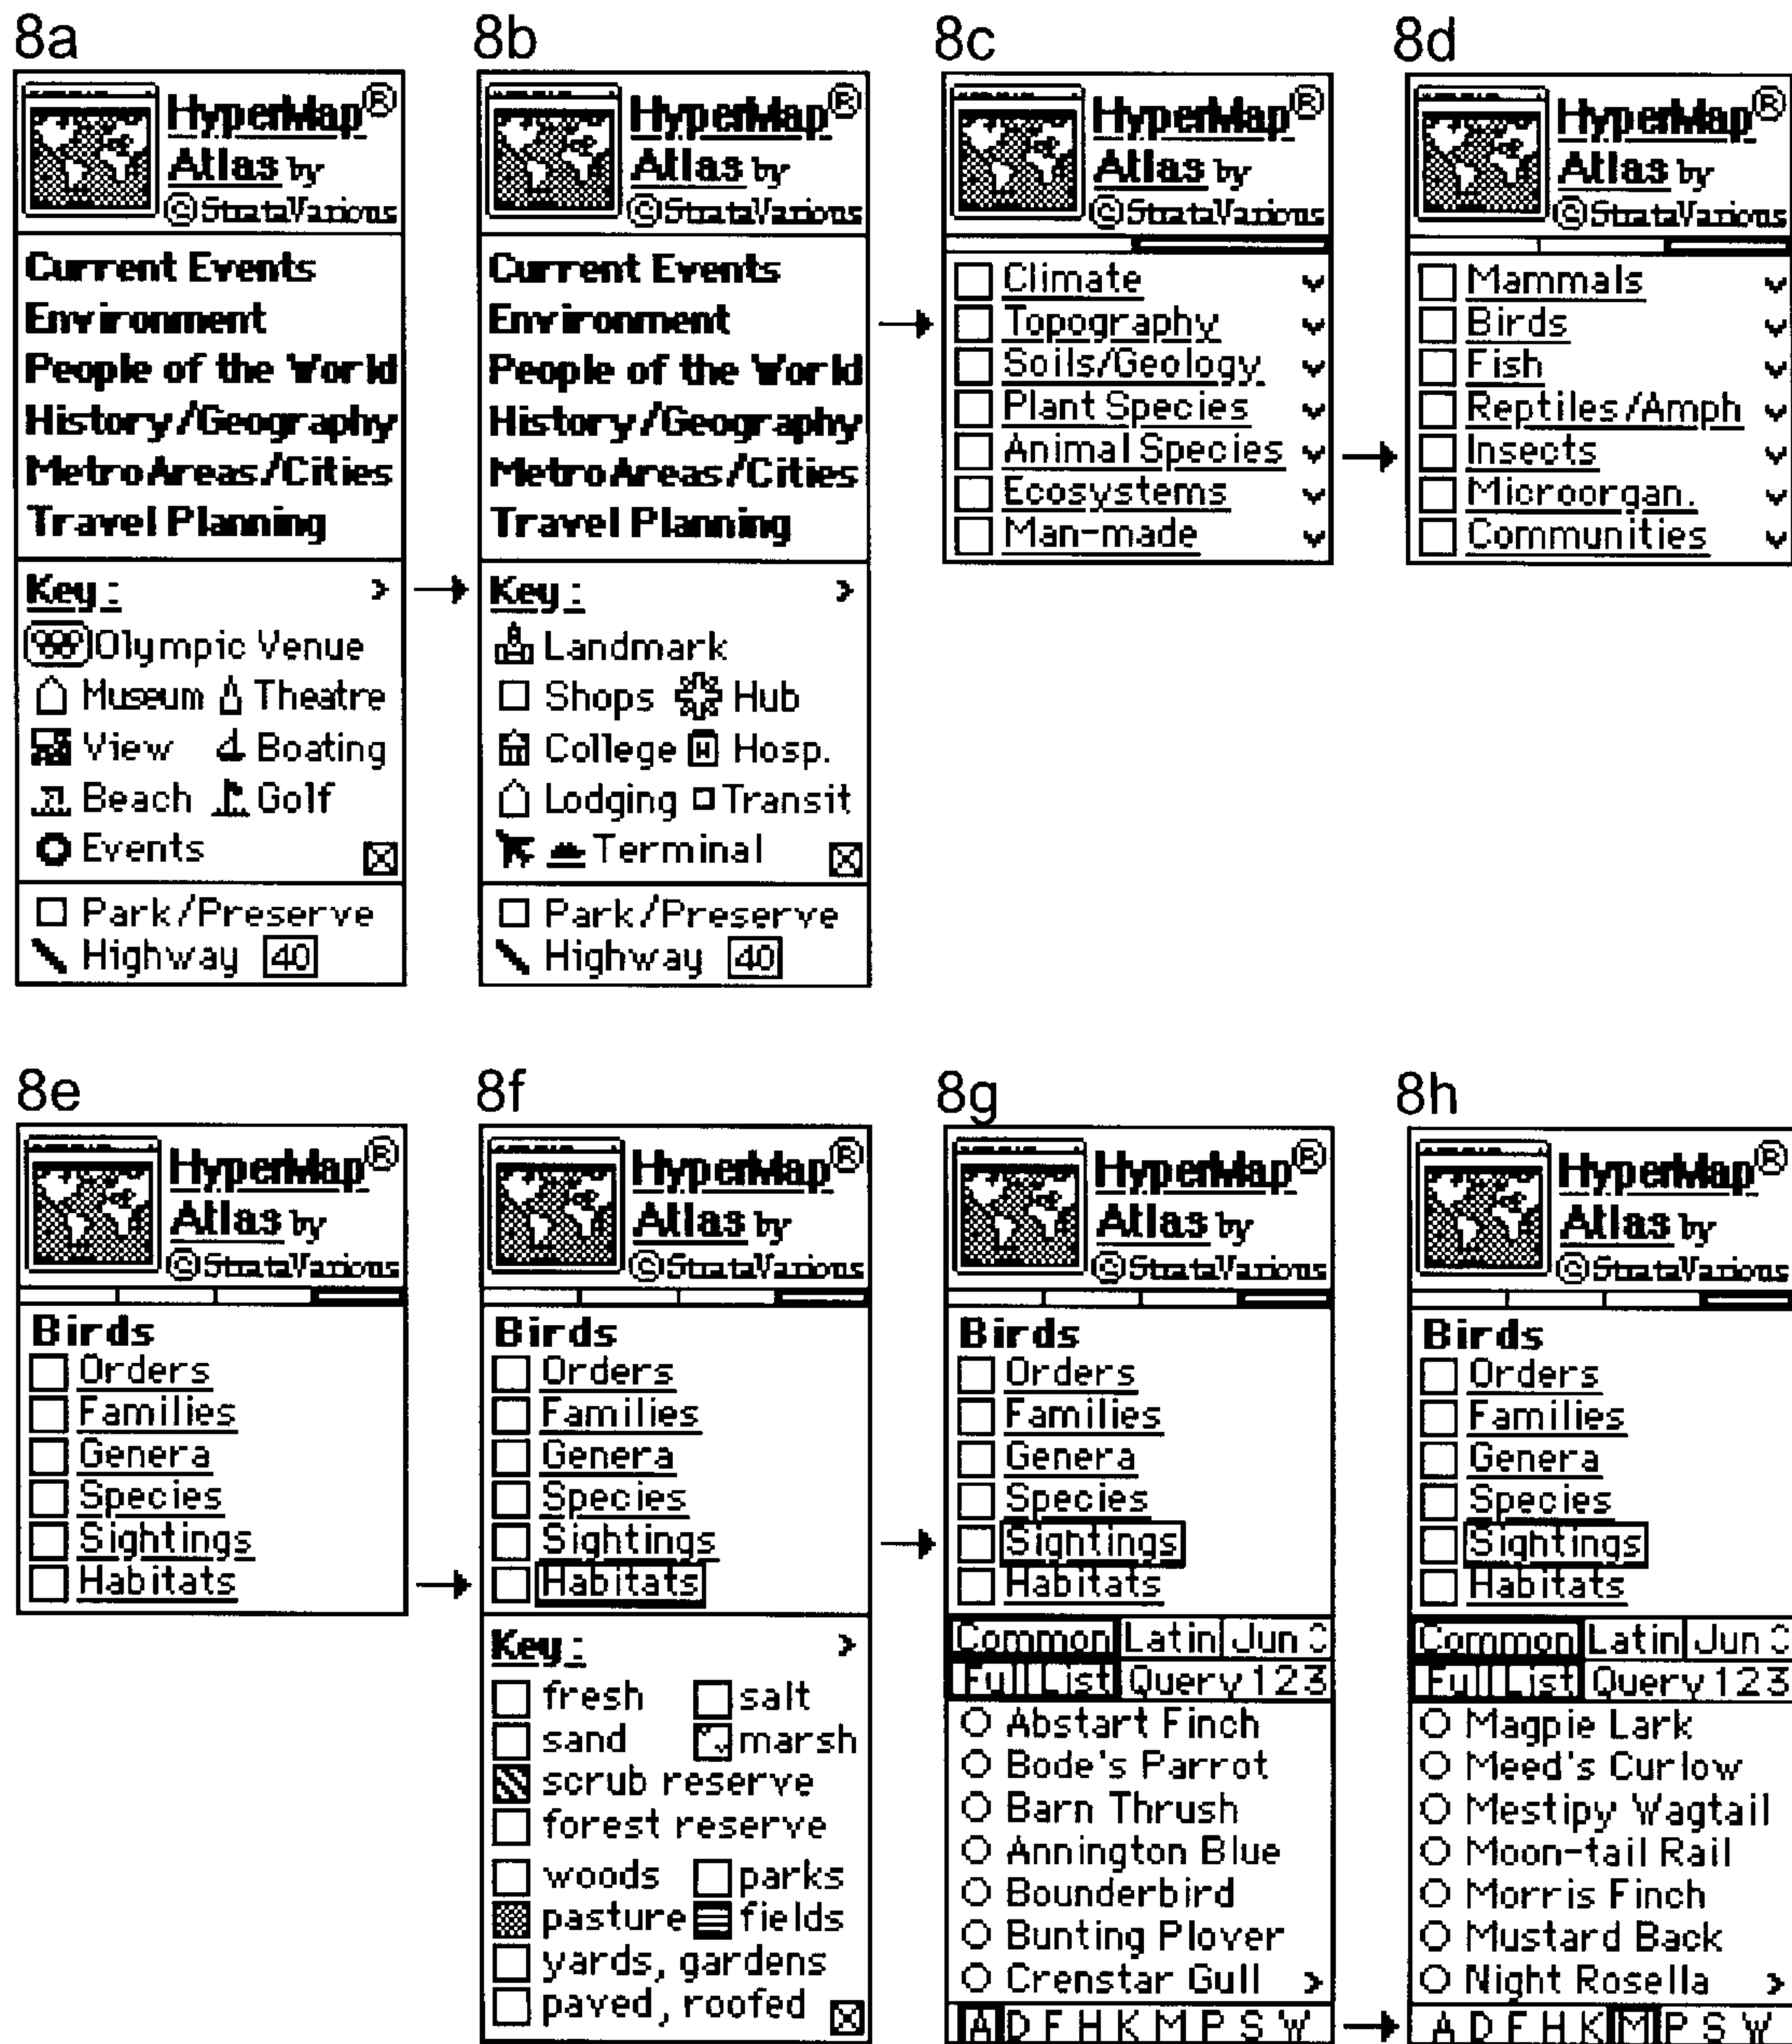 8a
HyperMap®
Atlas by
©StrataVarious
Current Events
Environment
People of the World
History/Geography
Metro Areas/Cities
Travel Planning
Key: >
Olympic Venue
Museum Theatre
View Boating
Beach Golf
Events
Park/Preserve
Highway 40
8b
HyperMap®
Atlas by
©StrataVarious
Current Events
Environment
People of the World
History/Geography
Metro Areas/Cities
Travel Planning
Key: >
Landmark
Shops Hub
College H Hosp.
Lodging Transit
Terminal
Park/Preserve
Highway 40
8c
HyperMap®
Atlas by
©StrataVarious
Climate
Topography
Soils/Geology
Plant Species
Animal Species
Ecosystems
Man-made
8d
HyperMap®
Atlas by
©StrataVarious
Mammals
Birds
Fish
Reptiles/Amph
Insects
Microorgan.
Communities
8e
HyperMap®
Atlas by
©StrataVarious
Birds
Orders
Families
Genera
Species
Sightings
Habitats
8f
HyperMap®
Atlas by
©StrataVarious
Birds
Orders
Families
Genera
Species
Sightings
Habitats
Key: >
fresh salt
sand marsh
scrub reserve
forest reserve
woods parks
pasture fields
yards, gardens
paved, roofed
8g
HyperMap®
Atlas by
©StrataVarious
Birds
Orders
Families
Genera
Species
Sightings
Habitats
Common Latin Jun
Full List Query 1 2 3
Abstart Finch
Bode's Parrot
Barn Thrush
Annington Blue
Bounderbird
Bunting Plover
Crenstar Gull >
A D F H K M P S W
8h
HyperMap®
Atlas by
©StrataVarious
Birds
Orders
Families
Genera
Species
Sightings
Habitats
Common Latin Jun
Full List Query 1 2 3
Magpie Lark
Meed's Curlow
Mestipy Wagtail
Moon-tail Rail
Morris Finch
Mustard Back
Night Rosella >
A D F H K M P S W